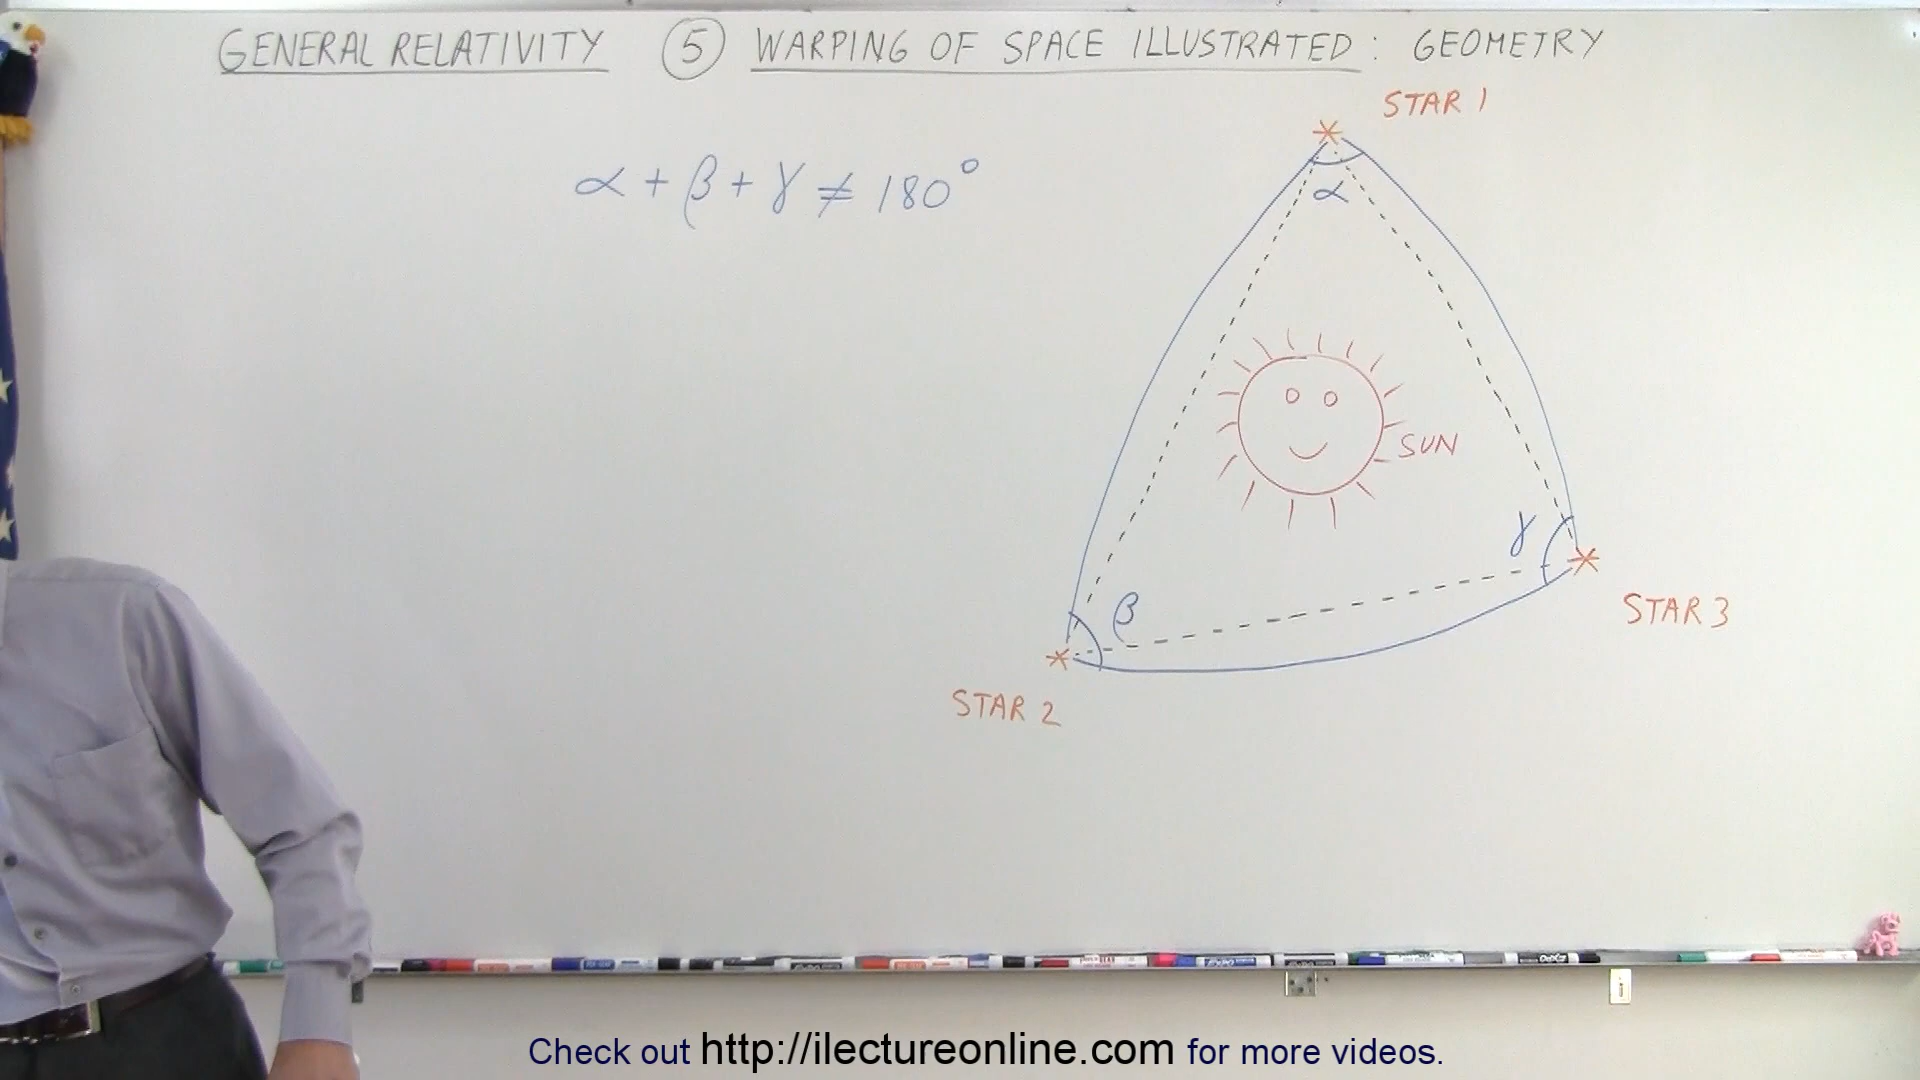 GENERAL RELATIVITY ⑤ WARPING OF SPACE ILLUSTRATED: GEOMETRY
STAR 1
α + β + γ ≠ 180°
α
SUN
γ
β
STAR 3
STAR 2
Check out http://ilectureonline.com for more videos.